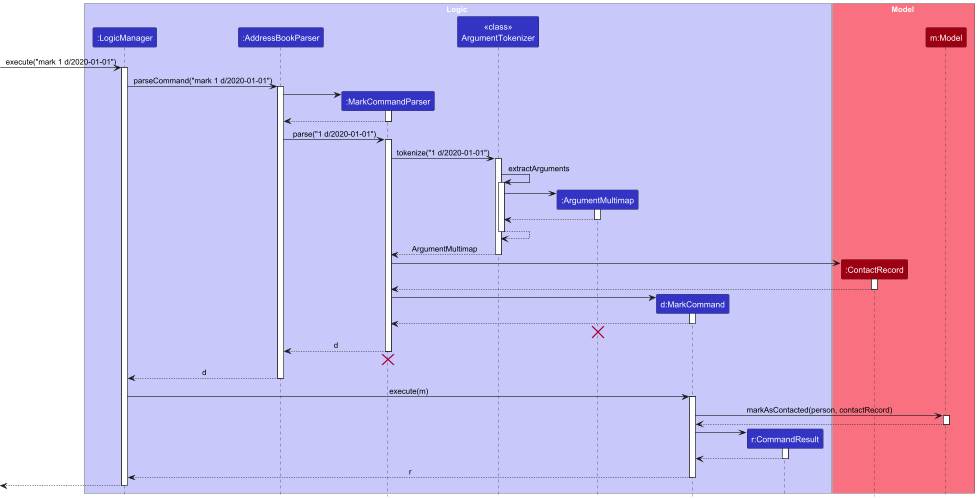 Logic
Model
«class»
ArgumentTokenizer
:LogicManager
:AddressBookParser
m:Model
execute("mark 1 d/2020-01-01")
parseCommand("mark 1 d/2020-01-01")
:MarkCommandParser
parse("1 d/2020-01-01")
tokenize("1 d/2020-01-01")
extractArguments
:ArgumentMultimap
ArgumentMultimap
:ContactRecord
d:MarkCommand
d
d
execute(m)
markAsContacted(person, contactRecord)
r:CommandResult
r